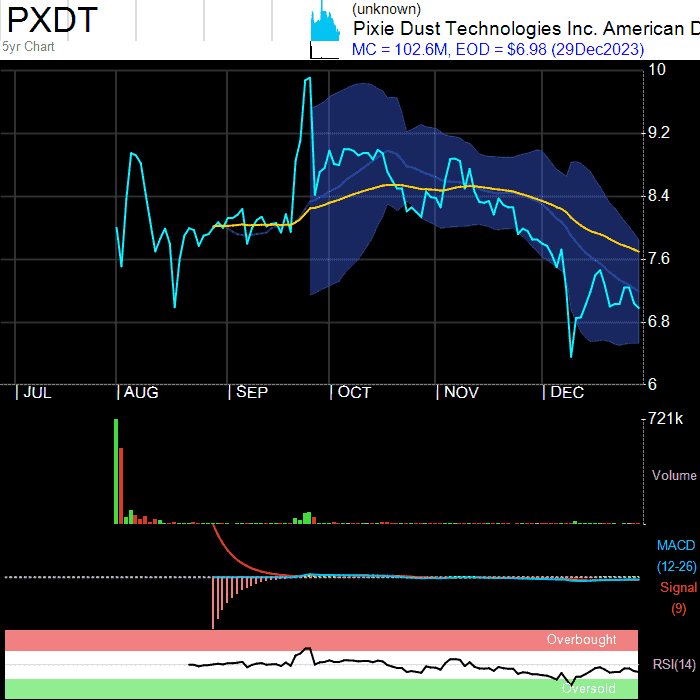 PXDT
5yr Chart
(unknown)
Pixie Dust Technologies Inc. American D
MC = 102.6M, EOD = $6.98 (29Dec2023)
10
9.2
8.4
7.6
6.8
6
JUL AUG SEP OCT NOV DEC
721k
Volume
MACD
(12-26)
Signal
(9)
Overbought
RSI(14)
Oversold